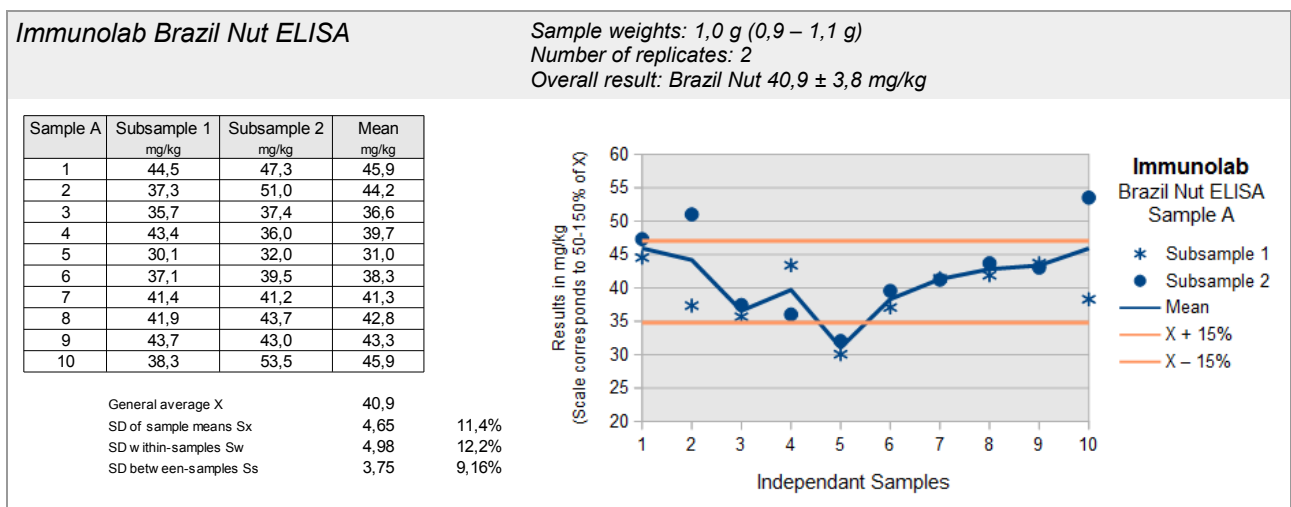 Immunolab Brazil Nut ELISA
Sample weights: 1,0 g (0,9 – 1,1 g)
Number of replicates: 2
Overall result: Brazil Nut 40,9 ± 3,8 mg/kg
Sample A Subsample 1 Subsample 2 Mean
mg/kg mg/kg mg/kg
1 44,5 47,3 45,9
2 37,3 51,0 44,2
3 35,7 37,4 36,6
4 43,4 36,0 39,7
5 30,1 32,0 31,0
6 37,1 39,5 38,3
7 41,4 41,2 41,3
8 41,9 43,7 42,8
9 43,7 43,0 43,3
10 38,3 53,5 45,9
General average X 40,9
SD of sample means Sx 4,65 11,4%
SD within-samples Sw 4,98 12,2%
SD between-samples Ss 3,75 9,16%
Results in mg/kg
(Scale corresponds to 50-150% of X)
60
55
50
45
40
35
30
25
20
1 2 3 4 5 6 7 8 9 10
Independant Samples
Immunolab
Brazil Nut ELISA
Sample A
Subsample 1
Subsample 2
Mean
X + 15%
X – 15%